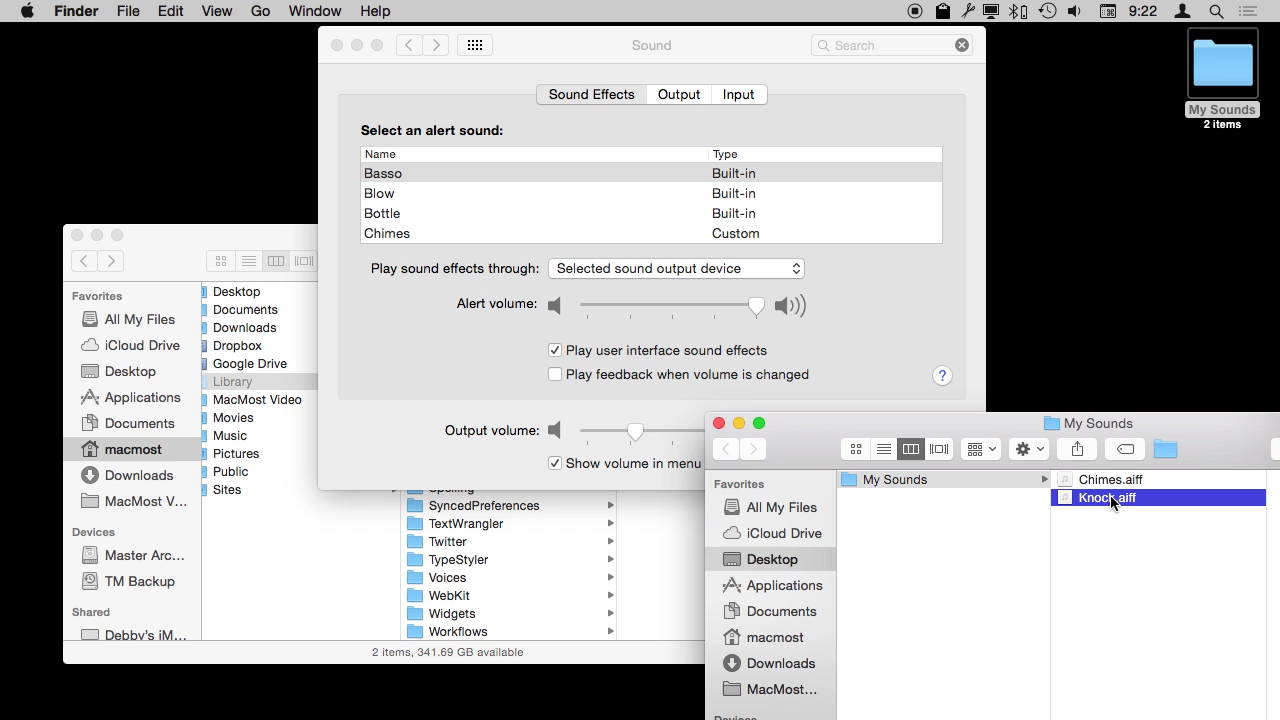 Finder File Edit View Go Window Help 9:22
Sound
Search
Sound Effects Output Input
Select an alert sound:
Name Type
Basso Built-in
Blow Built-in
Bottle Built-in
Chimes Custom
Play sound effects through: Selected sound output device
Alert volume:
Play user interface sound effects
Play feedback when volume is changed
?
Output volume:
Show volume in menu
My Sounds
2 items
Favorites
All My Files
iCloud Drive
Desktop
Applications
Documents
macmost
Downloads
MacMost V...
Devices
Master Arc...
TM Backup
Shared
Debby's iM...
Desktop
Documents
Downloads
Dropbox
Google Drive
Library
MacMost Video
Movies
Music
Pictures
Public
Sites
Spelling
SyncedPreferences
TextWrangler
Twitter
TypeStyler
Voices
WebKit
Widgets
Workflows
2 items, 341.69 GB available
My Sounds
Favorites
All My Files
iCloud Drive
Desktop
Applications
Documents
macmost
Downloads
MacMost...
Devices
My Sounds
Chimes.aiff
Knock.aiff